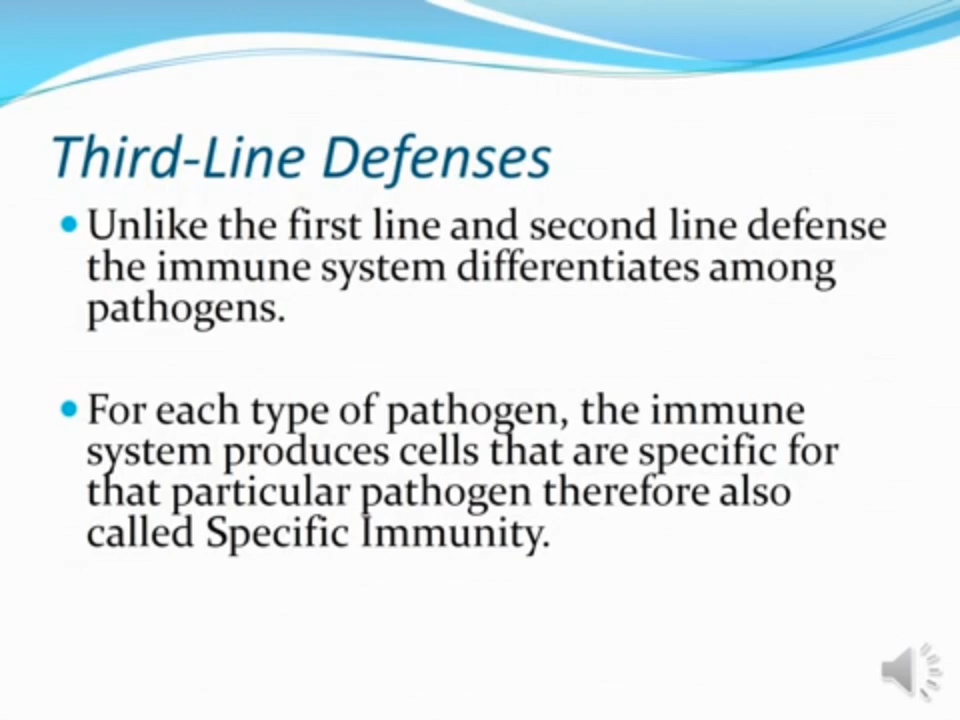 Third-Line Defenses
• Unlike the first line and second line defense
the immune system differentiates among
pathogens.
• For each type of pathogen, the immune
system produces cells that are specific for
that particular pathogen therefore also
called Specific Immunity.